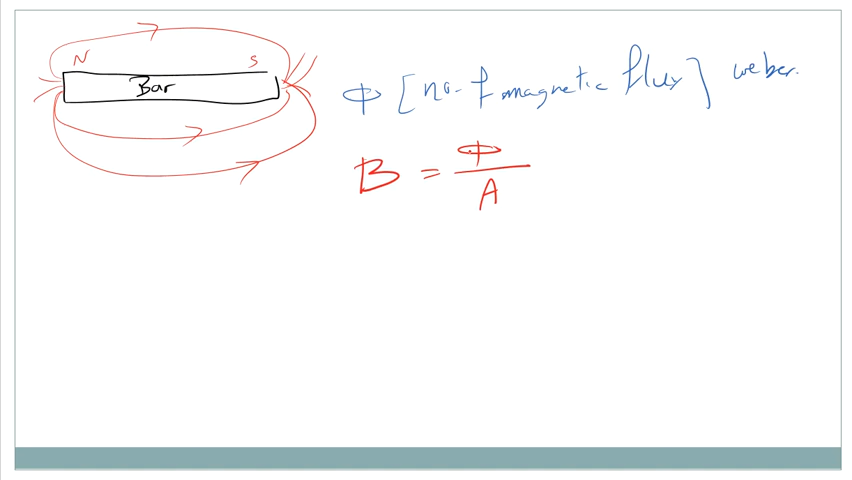 N S
Bar
Φ [no. of magnetic flux] weber.
B = Φ / A